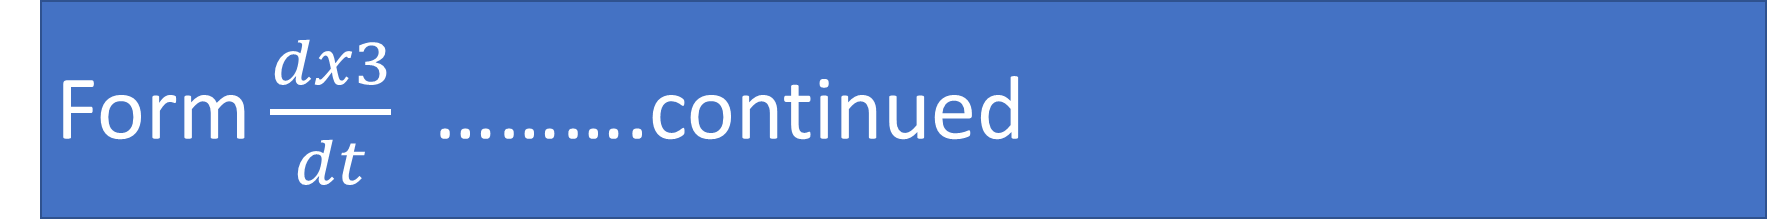 Form dx3/dt ……….continued